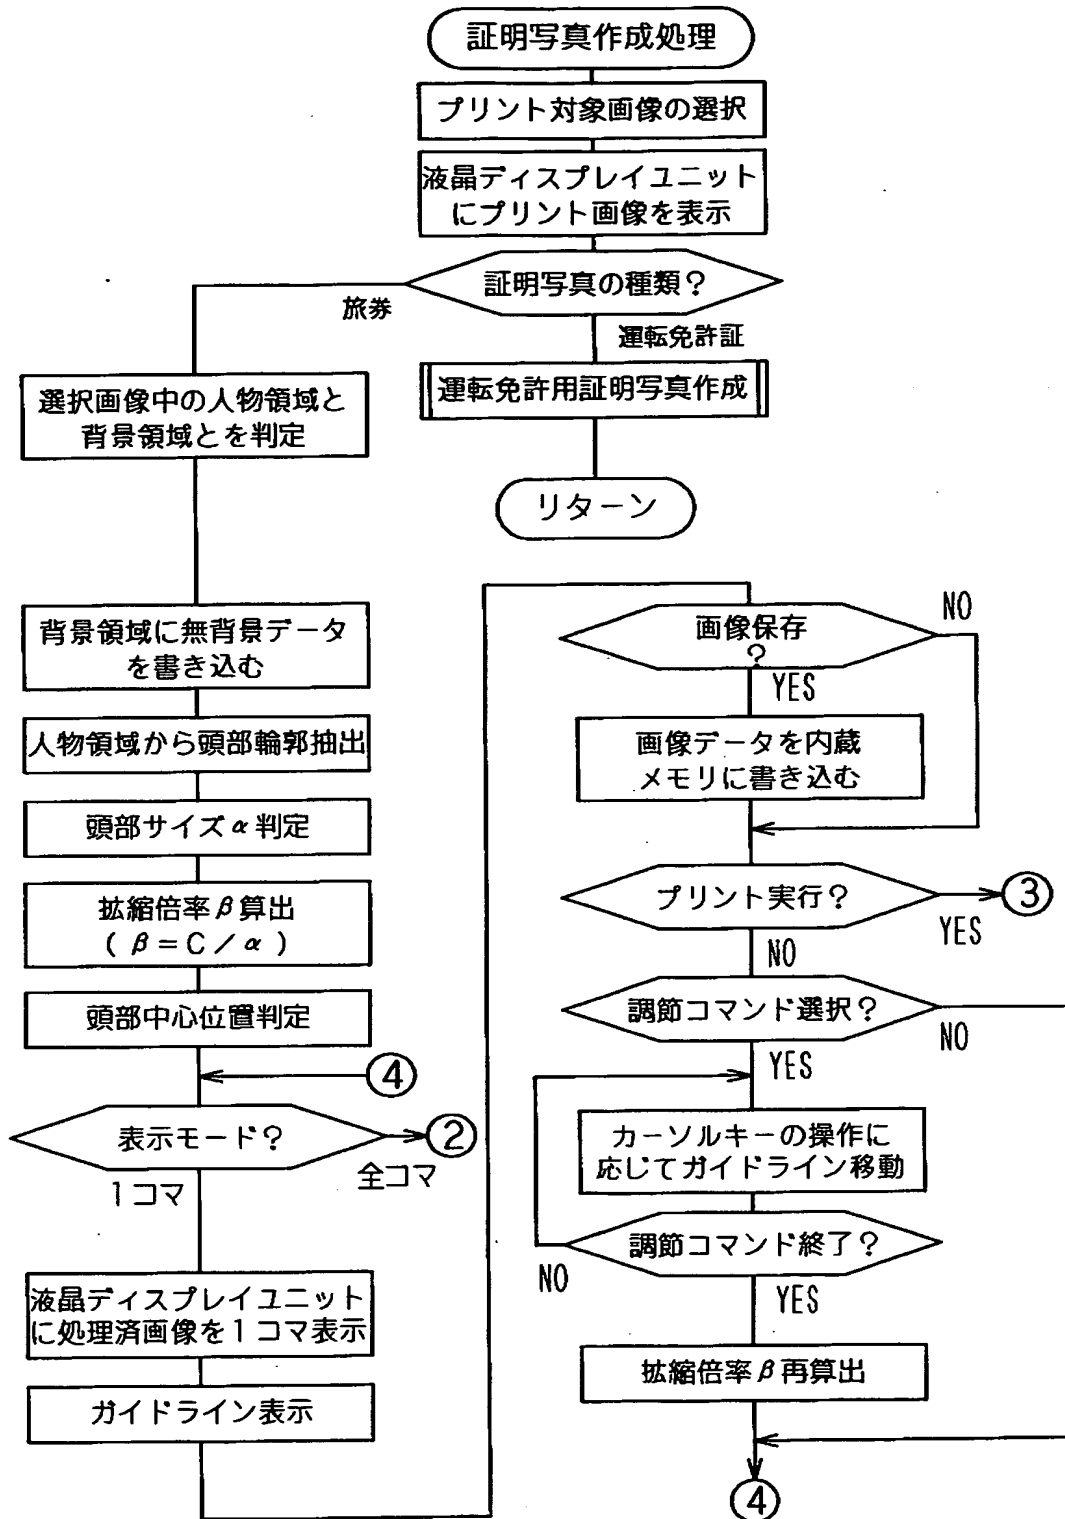 証明写真作成処理
プリント対象画像の選択
液晶ディスプレイユニット
にプリント画像を表示
証明写真の種類？
旅券
運転免許証
運転免許用証明写真作成
リターン
選択画像中の人物領域と
背景領域とを判定
背景領域に無背景データ
を書き込む
人物領域から頭部輪郭抽出
頭部サイズα判定
拡縮倍率β算出
（β＝C／α）
頭部中心位置判定
④
表示モード？
②
全コマ
1コマ
液晶ディスプレイユニット
に処理済画像を1コマ表示
ガイドライン表示
画像保存
？
NO
YES
画像データを内蔵
メモリに書き込む
プリント実行？
③
YES
NO
調節コマンド選択？
NO
YES
カーソルキーの操作に
応じてガイドライン移動
調節コマンド終了？
NO
YES
拡縮倍率β再算出
④